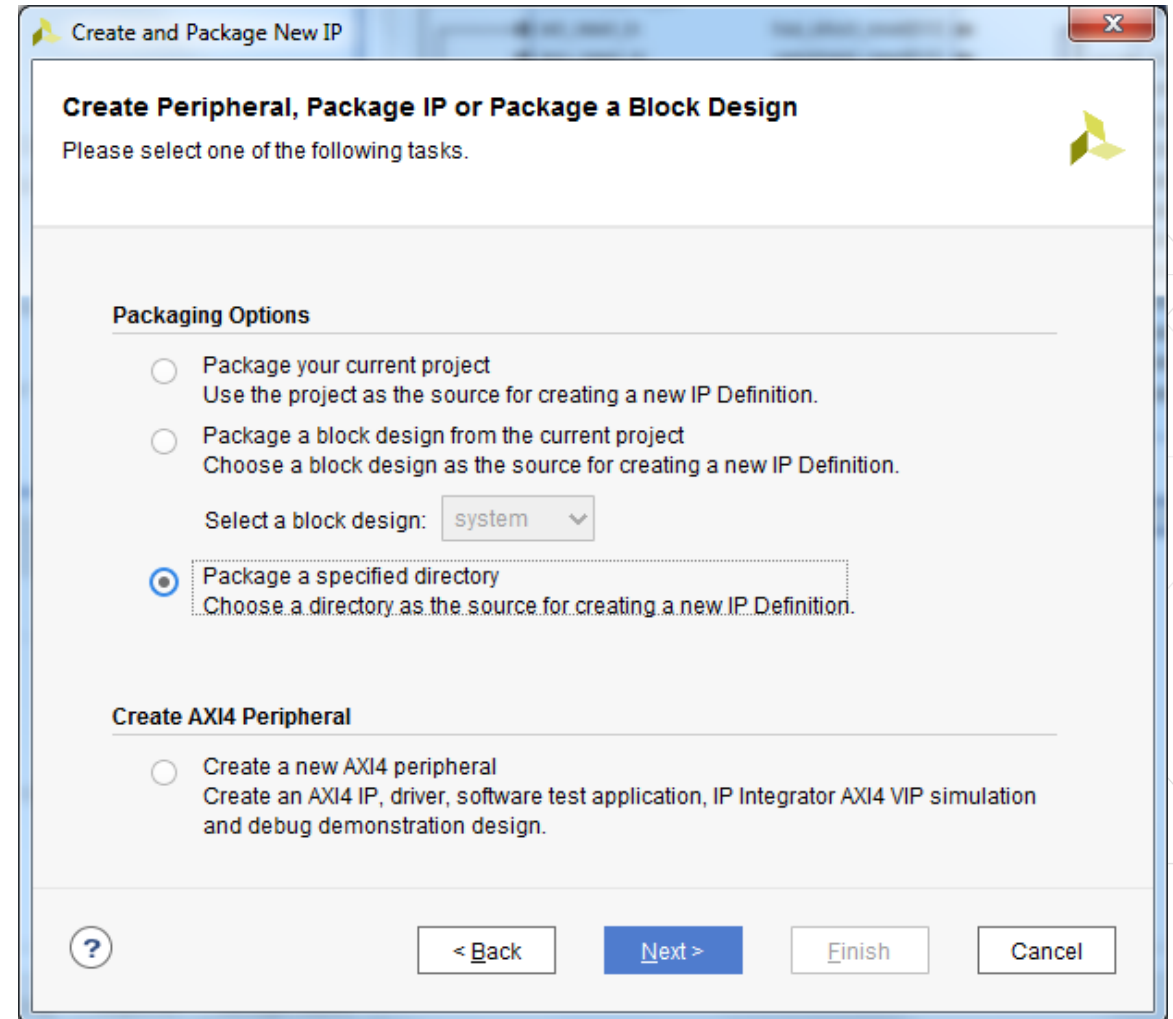 Create and Package New IP
Create Peripheral, Package IP or Package a Block Design
Please select one of the following tasks.
Packaging Options
Package your current project
Use the project as the source for creating a new IP Definition.
Package a block design from the current project
Choose a block design as the source for creating a new IP Definition.
Select a block design: system
Package a specified directory
Choose a directory as the source for creating a new IP Definition.
Create AXI4 Peripheral
Create a new AXI4 peripheral
Create an AXI4 IP, driver, software test application, IP Integrator AXI4 VIP simulation
and debug demonstration design.
? < Back Next > Finish Cancel